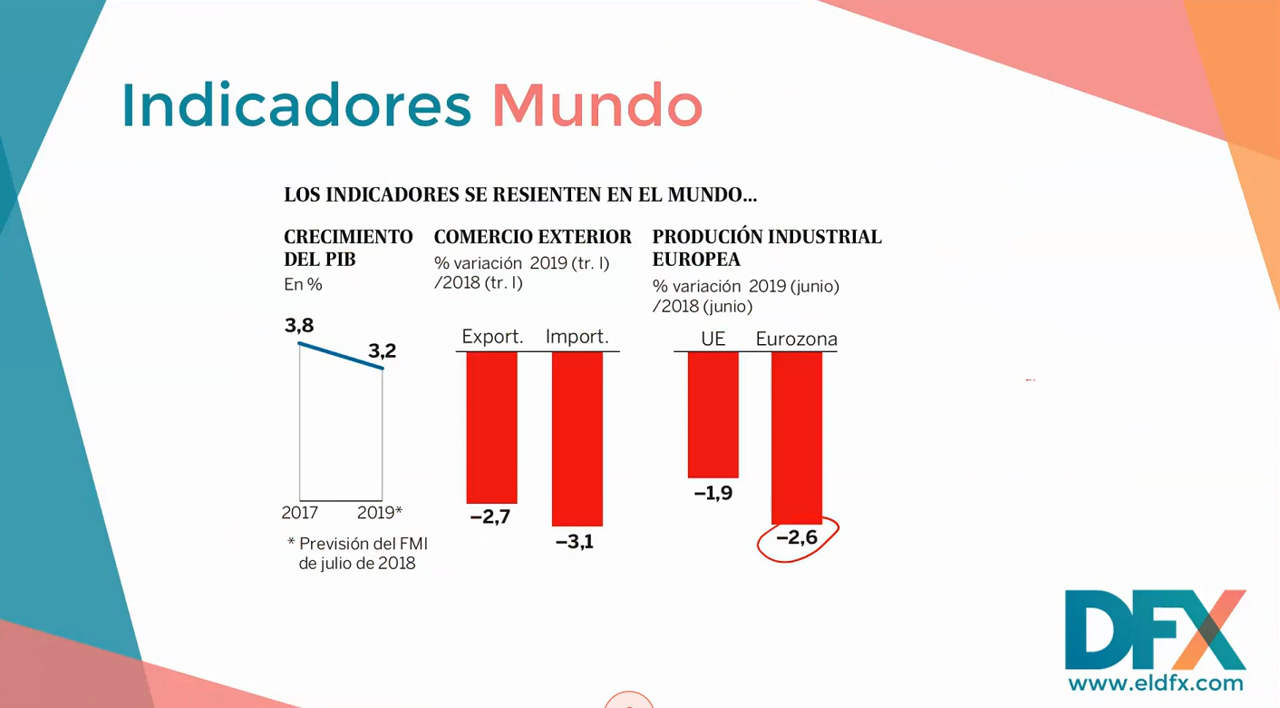 Indicadores Mundo
LOS INDICADORES SE RESIENTEN EN EL MUNDO...
CRECIMIENTO
DEL PIB
En %
3,8
3,2
2017 2019*
* Previsión del FMI
de julio de 2018
COMERCIO EXTERIOR
% variación 2019 (tr. I)
/2018 (tr. I)
Export. Import.
–2,7
–3,1
PRODUCIÓN INDUSTRIAL
EUROPEA
% variación 2019 (junio)
/2018 (junio)
UE Eurozona
–1,9
–2,6
DFX
www.eldfx.com